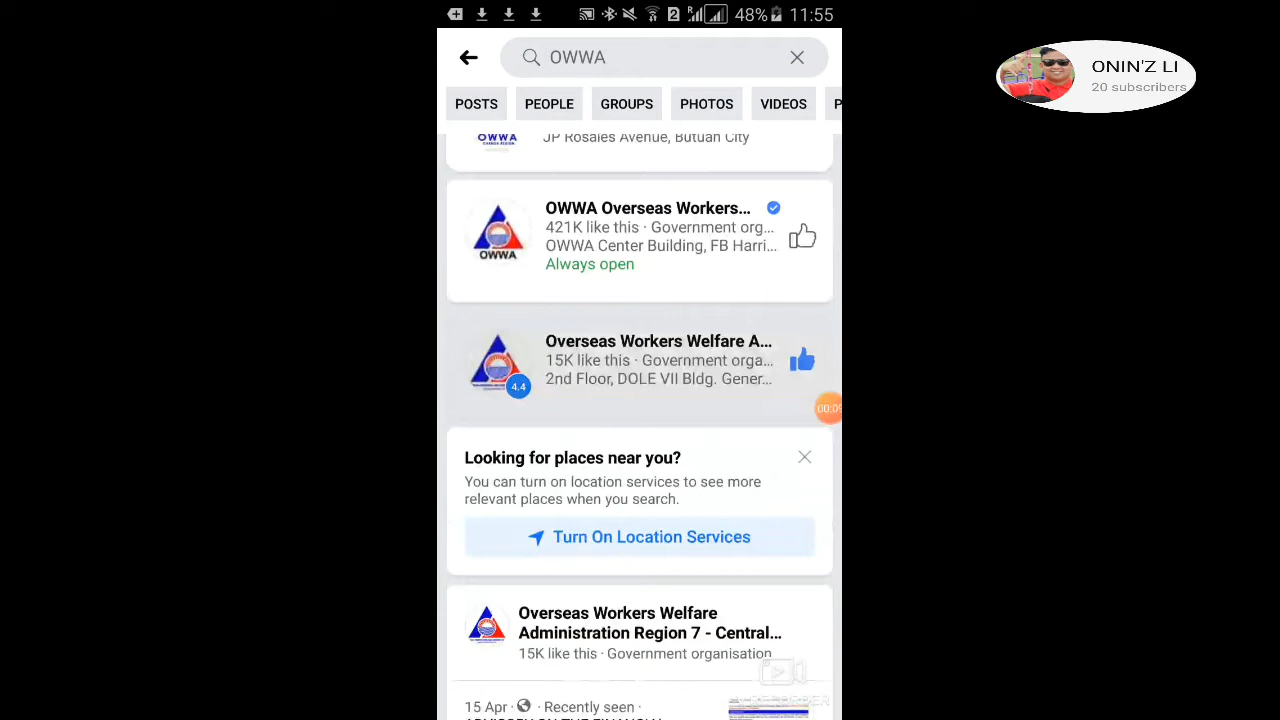 2 48% 11:55
OWWA
POSTS PEOPLE GROUPS PHOTOS VIDEOS P
ONIN'Z LI
20 subscribers
OWWA
JP Rosales Avenue, Butuan City
OWWA Overseas Workers...
421K like this · Government org...
OWWA Center Building, FB Harri...
Always open
OWWA
Overseas Workers Welfare A...
15K like this · Government orga...
2nd Floor, DOLE VII Bldg. Gener...
4.4
00:09
Looking for places near you?
You can turn on location services to see more
relevant places when you search.
Turn On Location Services
Overseas Workers Welfare
Administration Region 7 - Central...
15K like this · Government organisation
15 Apr · Recently seen ·